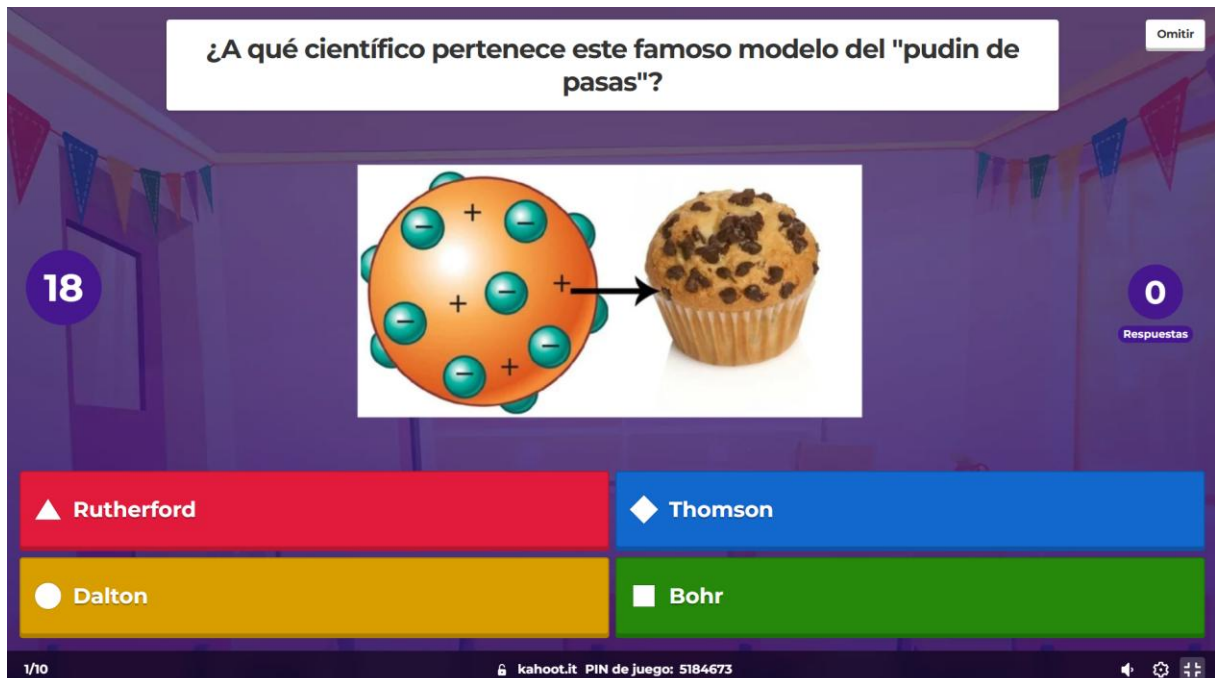 ¿A qué científico pertenece este famoso modelo del "pudin de
pasas"?
Omitir
18
0
Respuestas
- + -
+
+ -
- -
- + -
Rutherford
Thomson
Dalton
Bohr
1/10
kahoot.it PIN de juego: 5184673